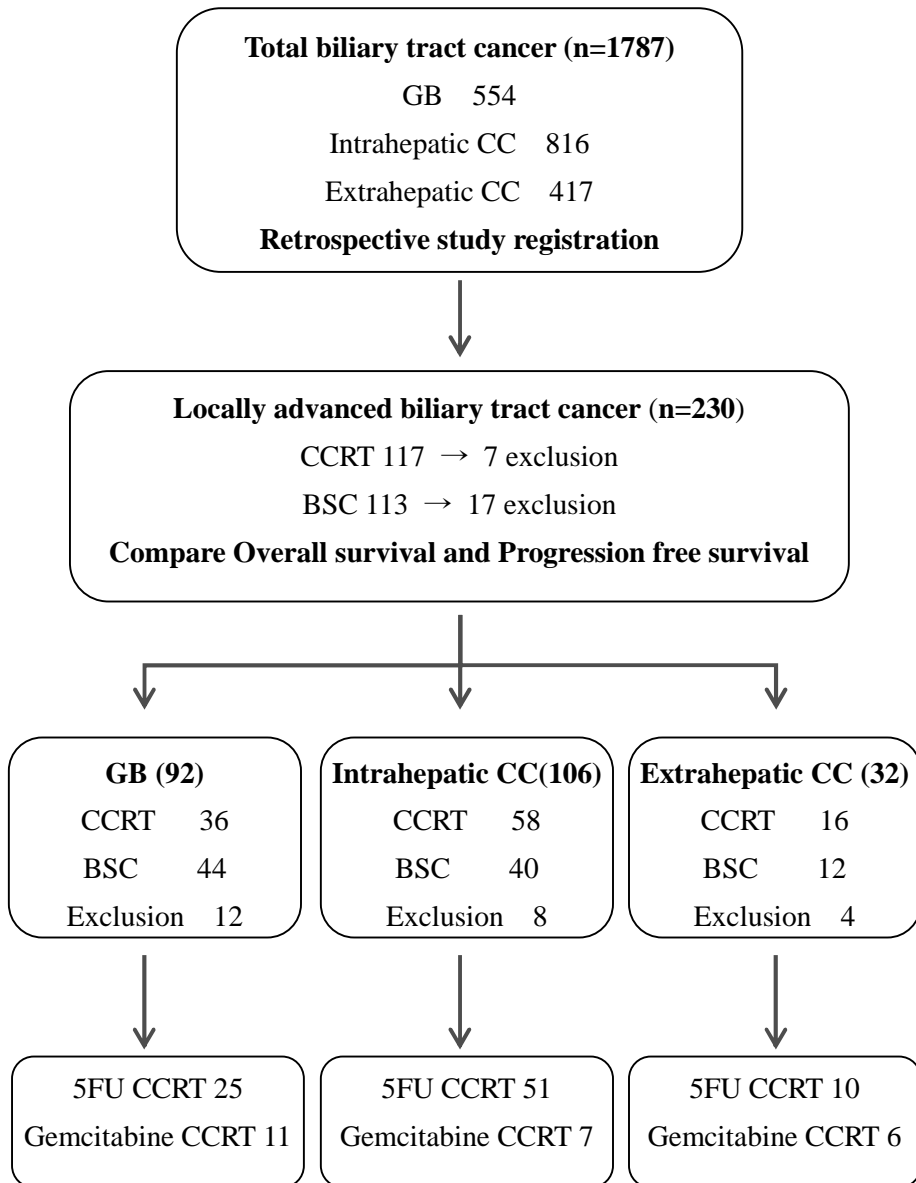 Total biliary tract cancer (n=1787)
GB 554
Intrahepatic CC 816
Extrahepatic CC 417
Retrospective study registration
Locally advanced biliary tract cancer (n=230)
CCRT 117 → 7 exclusion
BSC 113 → 17 exclusion
Compare Overall survival and Progression free survival
GB (92)
CCRT 36
BSC 44
Exclusion 12
Intrahepatic CC(106)
CCRT 58
BSC 40
Exclusion 8
Extrahepatic CC (32)
CCRT 16
BSC 12
Exclusion 4
5FU CCRT 25
Gemcitabine CCRT 11
5FU CCRT 51
Gemcitabine CCRT 7
5FU CCRT 10
Gemcitabine CCRT 6